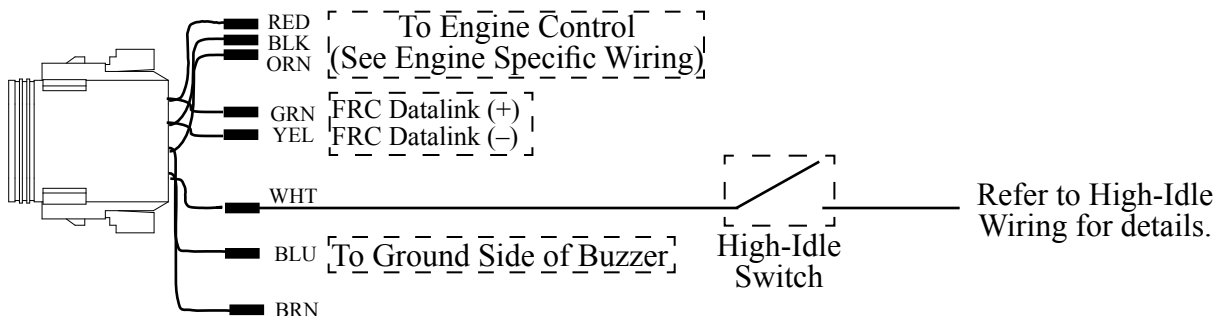 RED
BLK
ORN
To Engine Control
(See Engine Specific Wiring)
GRN
YEL
FRC Datalink (+)
FRC Datalink (–)
WHT
High-Idle
Switch
Refer to High-Idle
Wiring for details.
BLU
To Ground Side of Buzzer
BRN